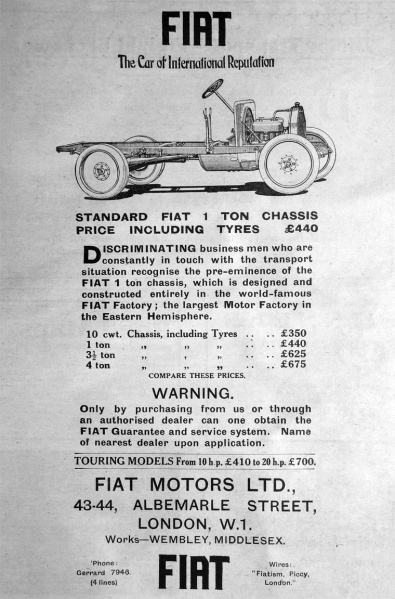 FIAT
The Car of International Reputation
STANDARD FIAT 1 TON CHASSIS
PRICE INCLUDING TYRES £440
DISCRIMINATING business men who are
constantly in touch with the transport
situation recognise the pre-eminence of the
FIAT 1 ton chassis, which is designed and
constructed entirely in the world-famous
FIAT Factory; the largest Motor Factory in
the Eastern Hemisphere.
10 cwt. Chassis, including Tyres .. .. £350
1 ton „ „ „ .. .. £440
3½ ton „ , „ .. .. £625
4 ton „ „ „ .. .. £675
COMPARE THESE PRICES.
WARNING.
Only by purchasing from us or through
an authorised dealer can one obtain the
FIAT Guarantee and service system. Name
of nearest dealer upon application.
TOURING MODELS From 10 h.p. £410 to 20 h.p. £700.
FIAT MOTORS LTD.,
43-44, ALBEMARLE STREET,
LONDON, W.1.
Works—WEMBLEY, MIDDLESEX.
'Phone:
Gerrard 7946.
(4 lines)
FIAT
Wires:
"Fiatism, Piccy,
London."